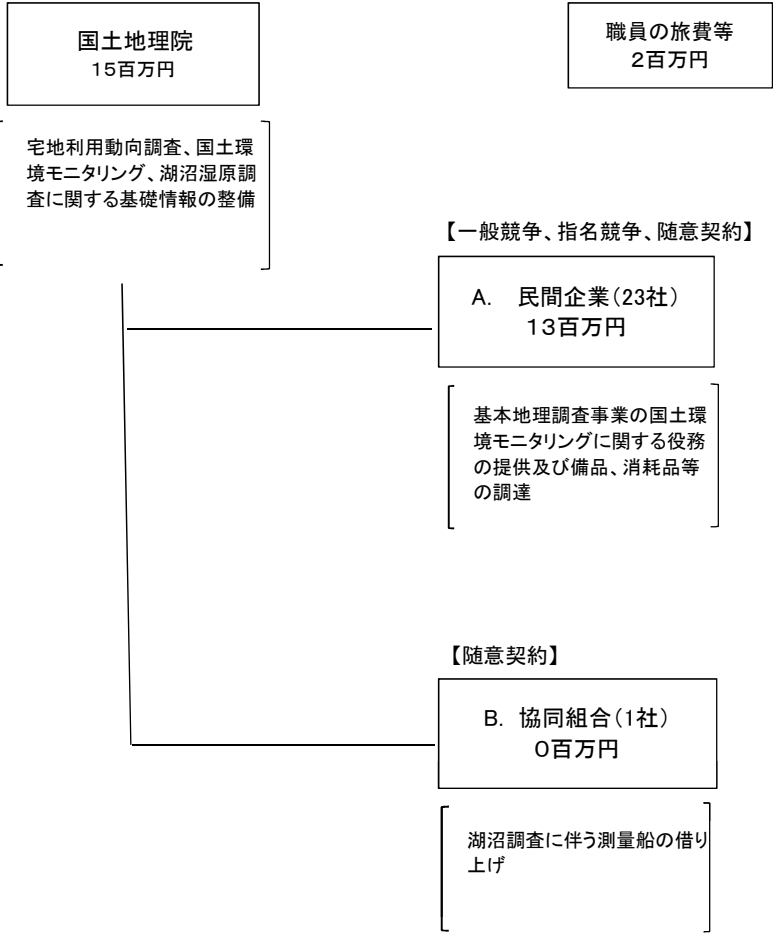 国土地理院
15百万円
職員の旅費等
2百万円
宅地利用動向調査、国土環
境モニタリング、湖沼湿原調
査に関する基礎情報の整備
【一般競争、指名競争、随意契約】
A. 民間企業(23社)
13百万円
基本地理調査事業の国土環
境モニタリングに関する役務
の提供及び備品、消耗品等
の調達
【随意契約】
B. 協同組合(1社)
0百万円
湖沼調査に伴う測量船の借り
上げ